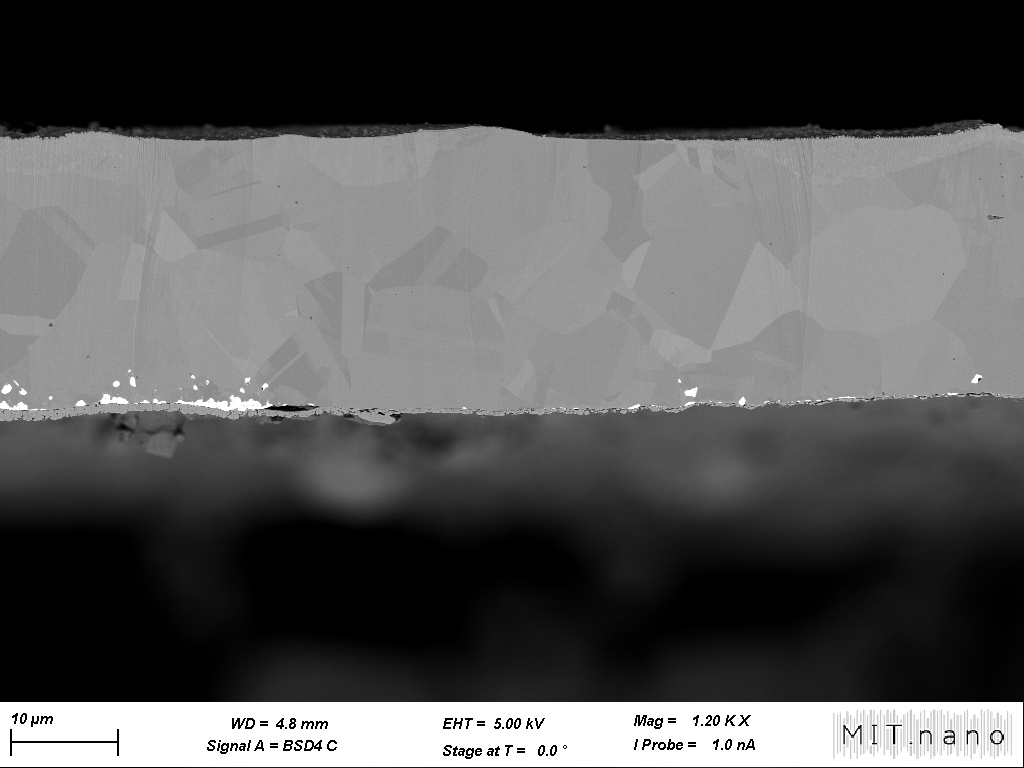 10 µm
WD = 4.8 mm
Signal A = BSD4 C
EHT = 5.00 kV
Stage at T = 0.0 °
Mag = 1.20 K X
I Probe = 1.0 nA
MIT.nano